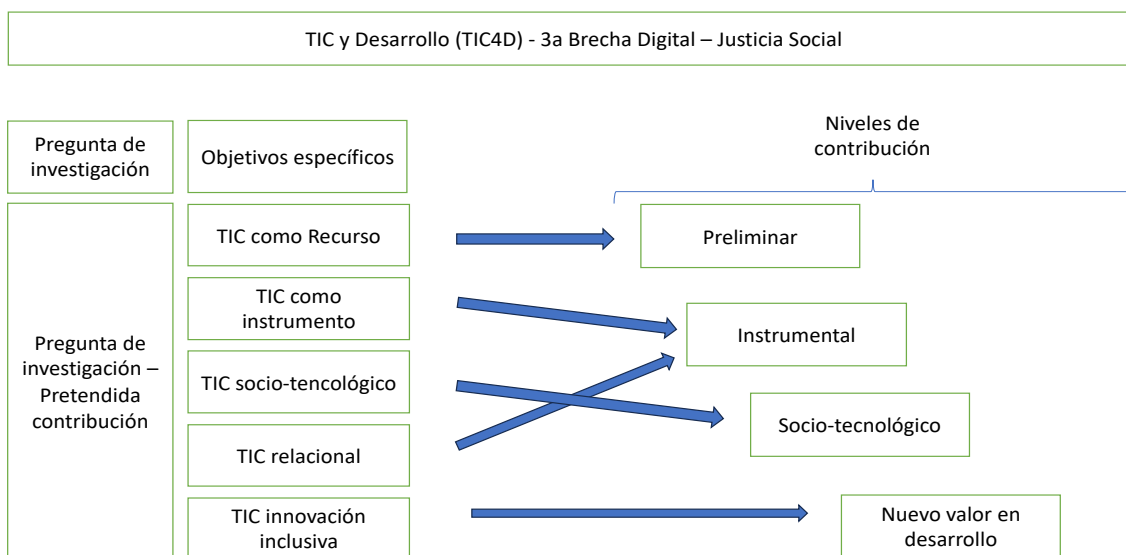 TIC y Desarrollo (TIC4D) - 3a Brecha Digital – Justicia Social
Niveles de
contribución
Pregunta de
investigación
Objetivos específicos
TIC como Recurso
Preliminar
TIC como
instrumento
Instrumental
Pregunta de
investigación –
Pretendida
contribución
TIC socio-tencológico
Socio-tecnológico
TIC relacional
TIC innovación
inclusiva
Nuevo valor en
desarrollo